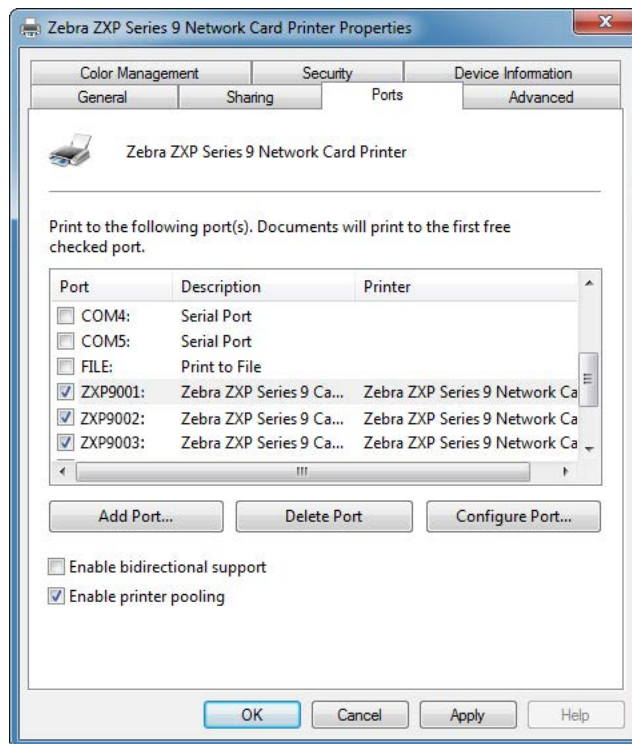 Zebra ZXP Series 9 Network Card Printer Properties
Color Management Security Device Information
General Sharing Ports Advanced
Zebra ZXP Series 9 Network Card Printer
Print to the following port(s). Documents will print to the first free
checked port.
Port Description Printer
COM4: Serial Port
COM5: Serial Port
FILE: Print to File
ZXP9001: Zebra ZXP Series 9 Ca... Zebra ZXP Series 9 Network Ca
ZXP9002: Zebra ZXP Series 9 Ca... Zebra ZXP Series 9 Network Ca
ZXP9003: Zebra ZXP Series 9 Ca... Zebra ZXP Series 9 Network Ca
Add Port... Delete Port Configure Port...
Enable bidirectional support
Enable printer pooling
OK Cancel Apply Help